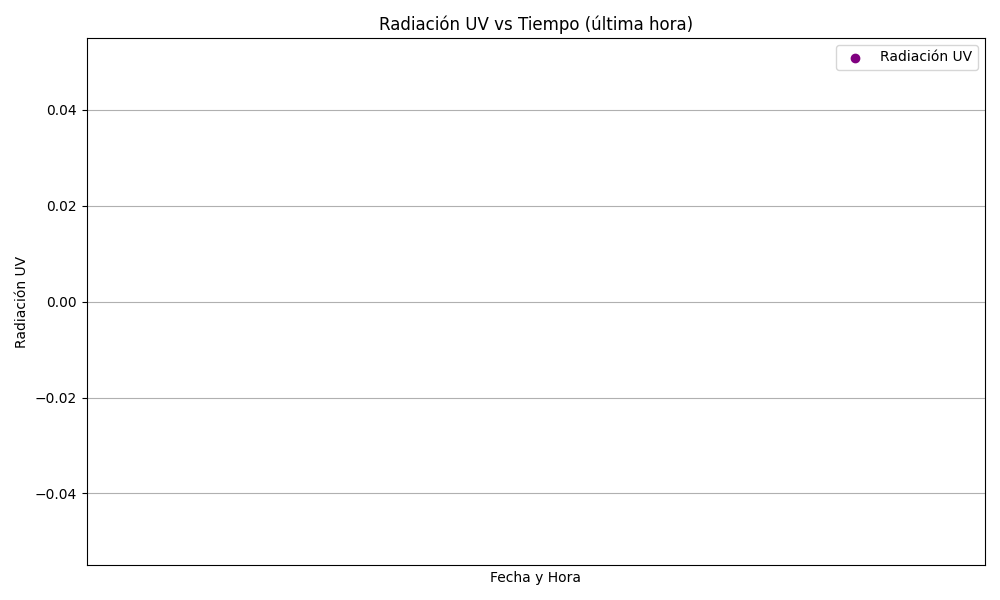 Radiación UV vs Tiempo (última hora)
Radiación UV
0.04
0.02
0.00
−0.02
−0.04
Radiación UV
Fecha y Hora